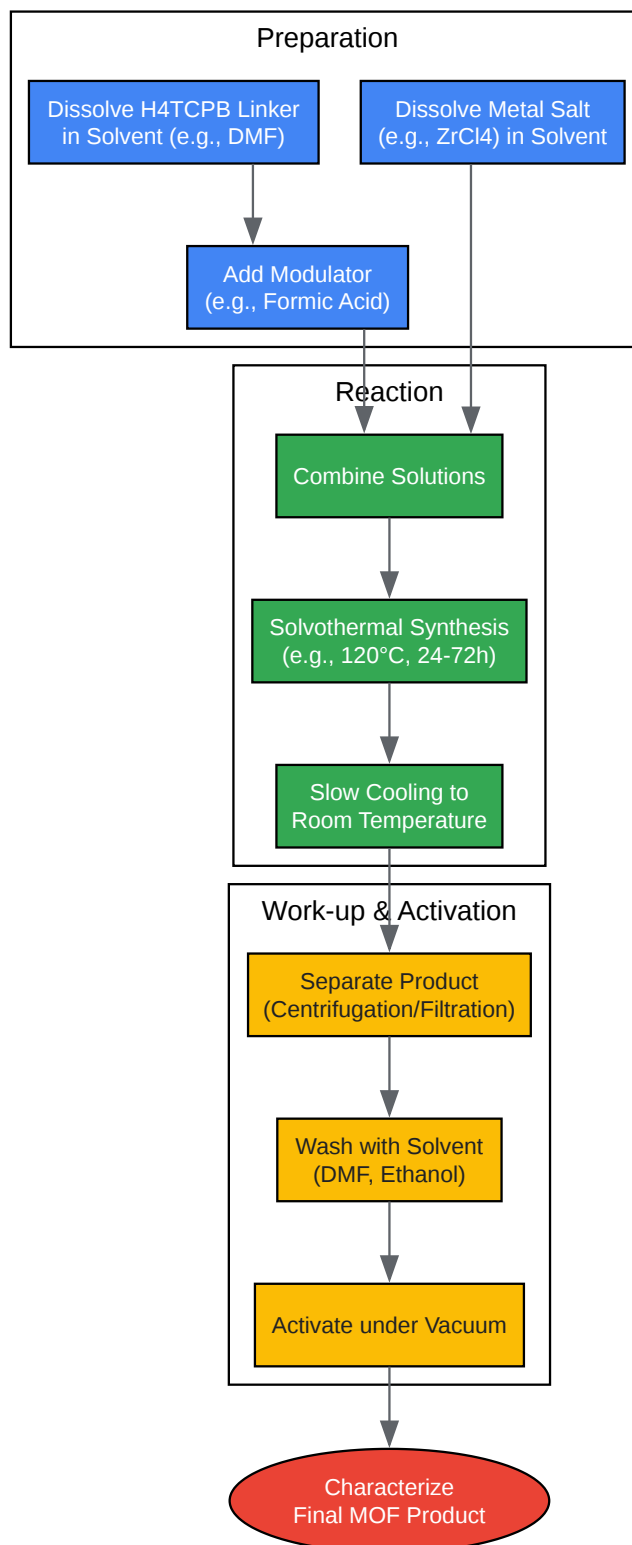 Preparation
Dissolve H4TCPB Linker
in Solvent (e.g., DMF)
Dissolve Metal Salt
(e.g., ZrCl4) in Solvent
Add Modulator
(e.g., Formic Acid)
Reaction
Combine Solutions
Solvothermal Synthesis
(e.g., 120°C, 24-72h)
Slow Cooling to
Room Temperature
Work-up & Activation
Separate Product
(Centrifugation/Filtration)
Wash with Solvent
(DMF, Ethanol)
Activate under Vacuum
Characterize
Final MOF Product